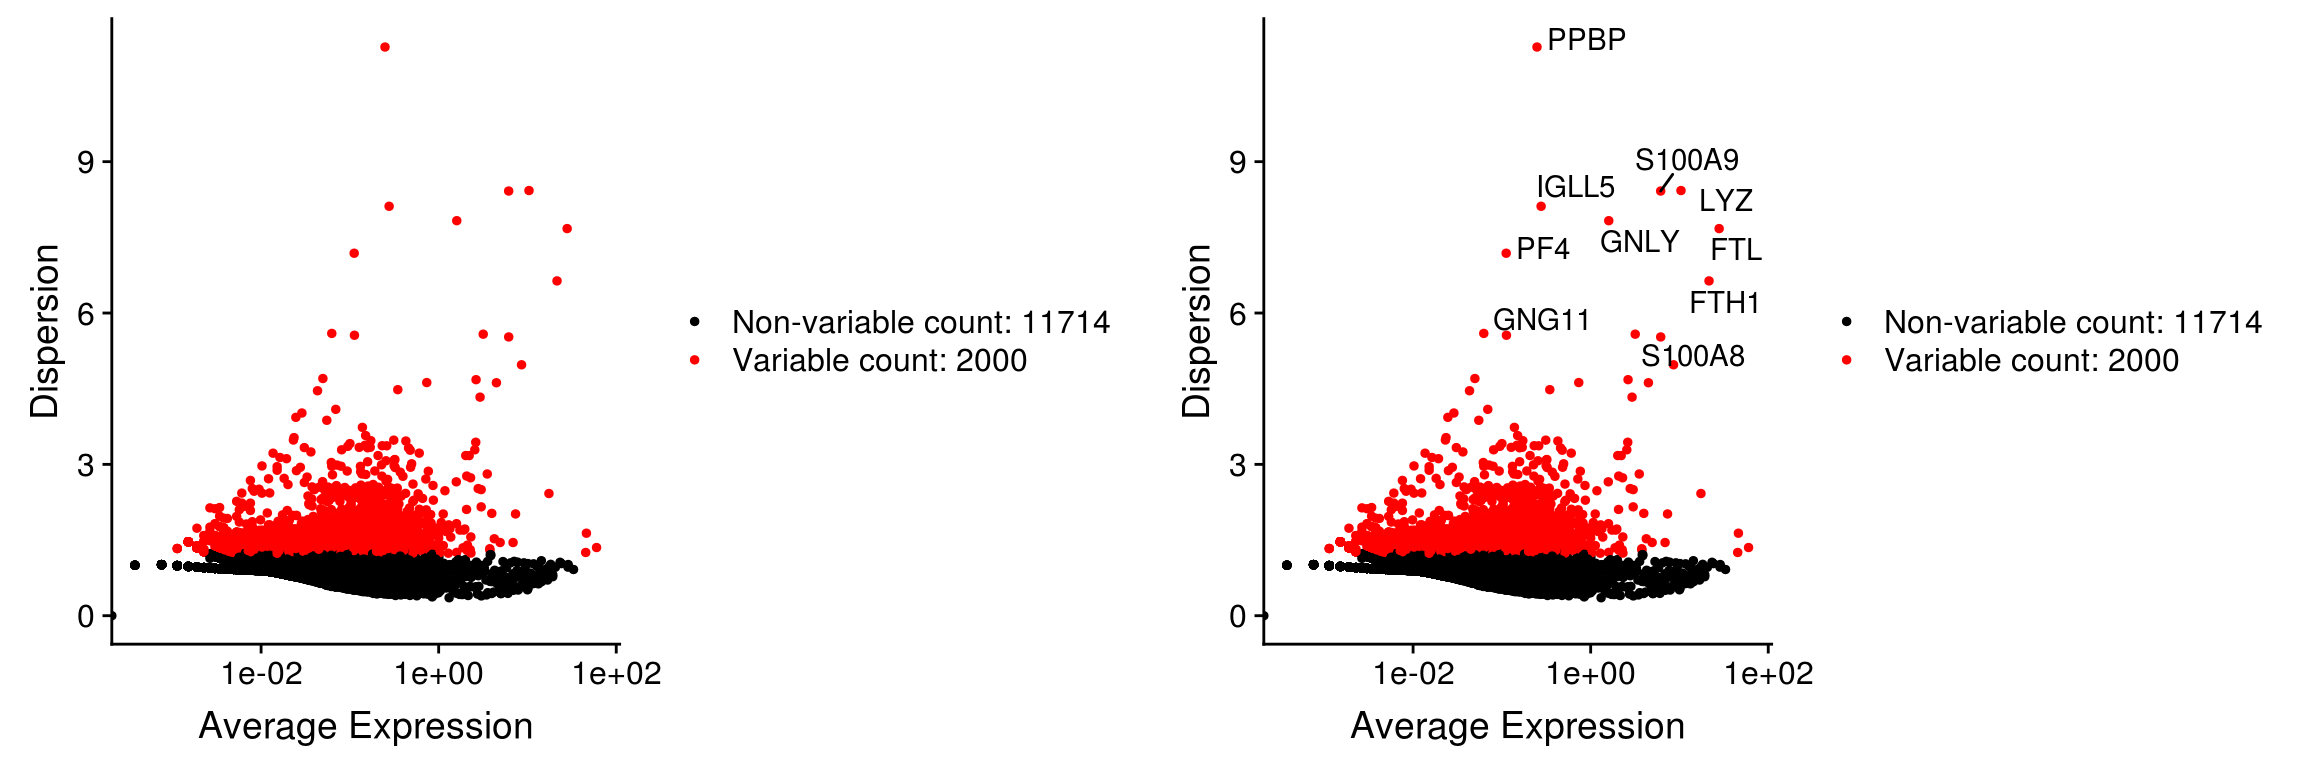 9
6
3
0
Dispersion
1e-02 1e+00 1e+02
Average Expression
Non-variable count: 11714
Variable count: 2000
PPBP
S100A9
IGLL5
LYZ
GNLY
PF4
FTL
FTH1
GNG11
S100A8
9
6
3
0
Dispersion
1e-02 1e+00 1e+02
Average Expression
Non-variable count: 11714
Variable count: 2000